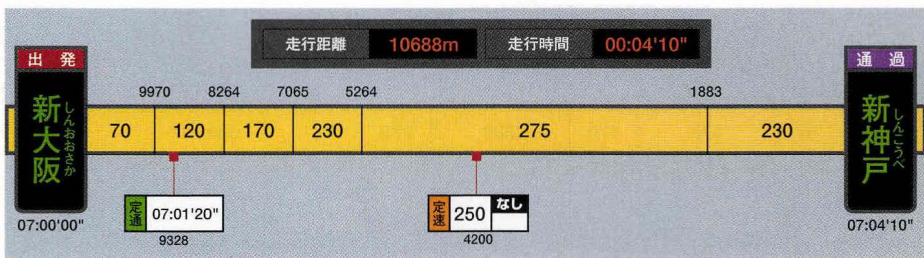 走行距離 10688m 走行時間 00:04'10"
出発
新大阪
しんおおさか
07:00'00"
9970 8264 7065 5264 1883
70 120 170 230 275 230
定通 07:01'20"
9328
定速 250 なし
4200
通過
新神戸
しんこうべ
07:04'10"